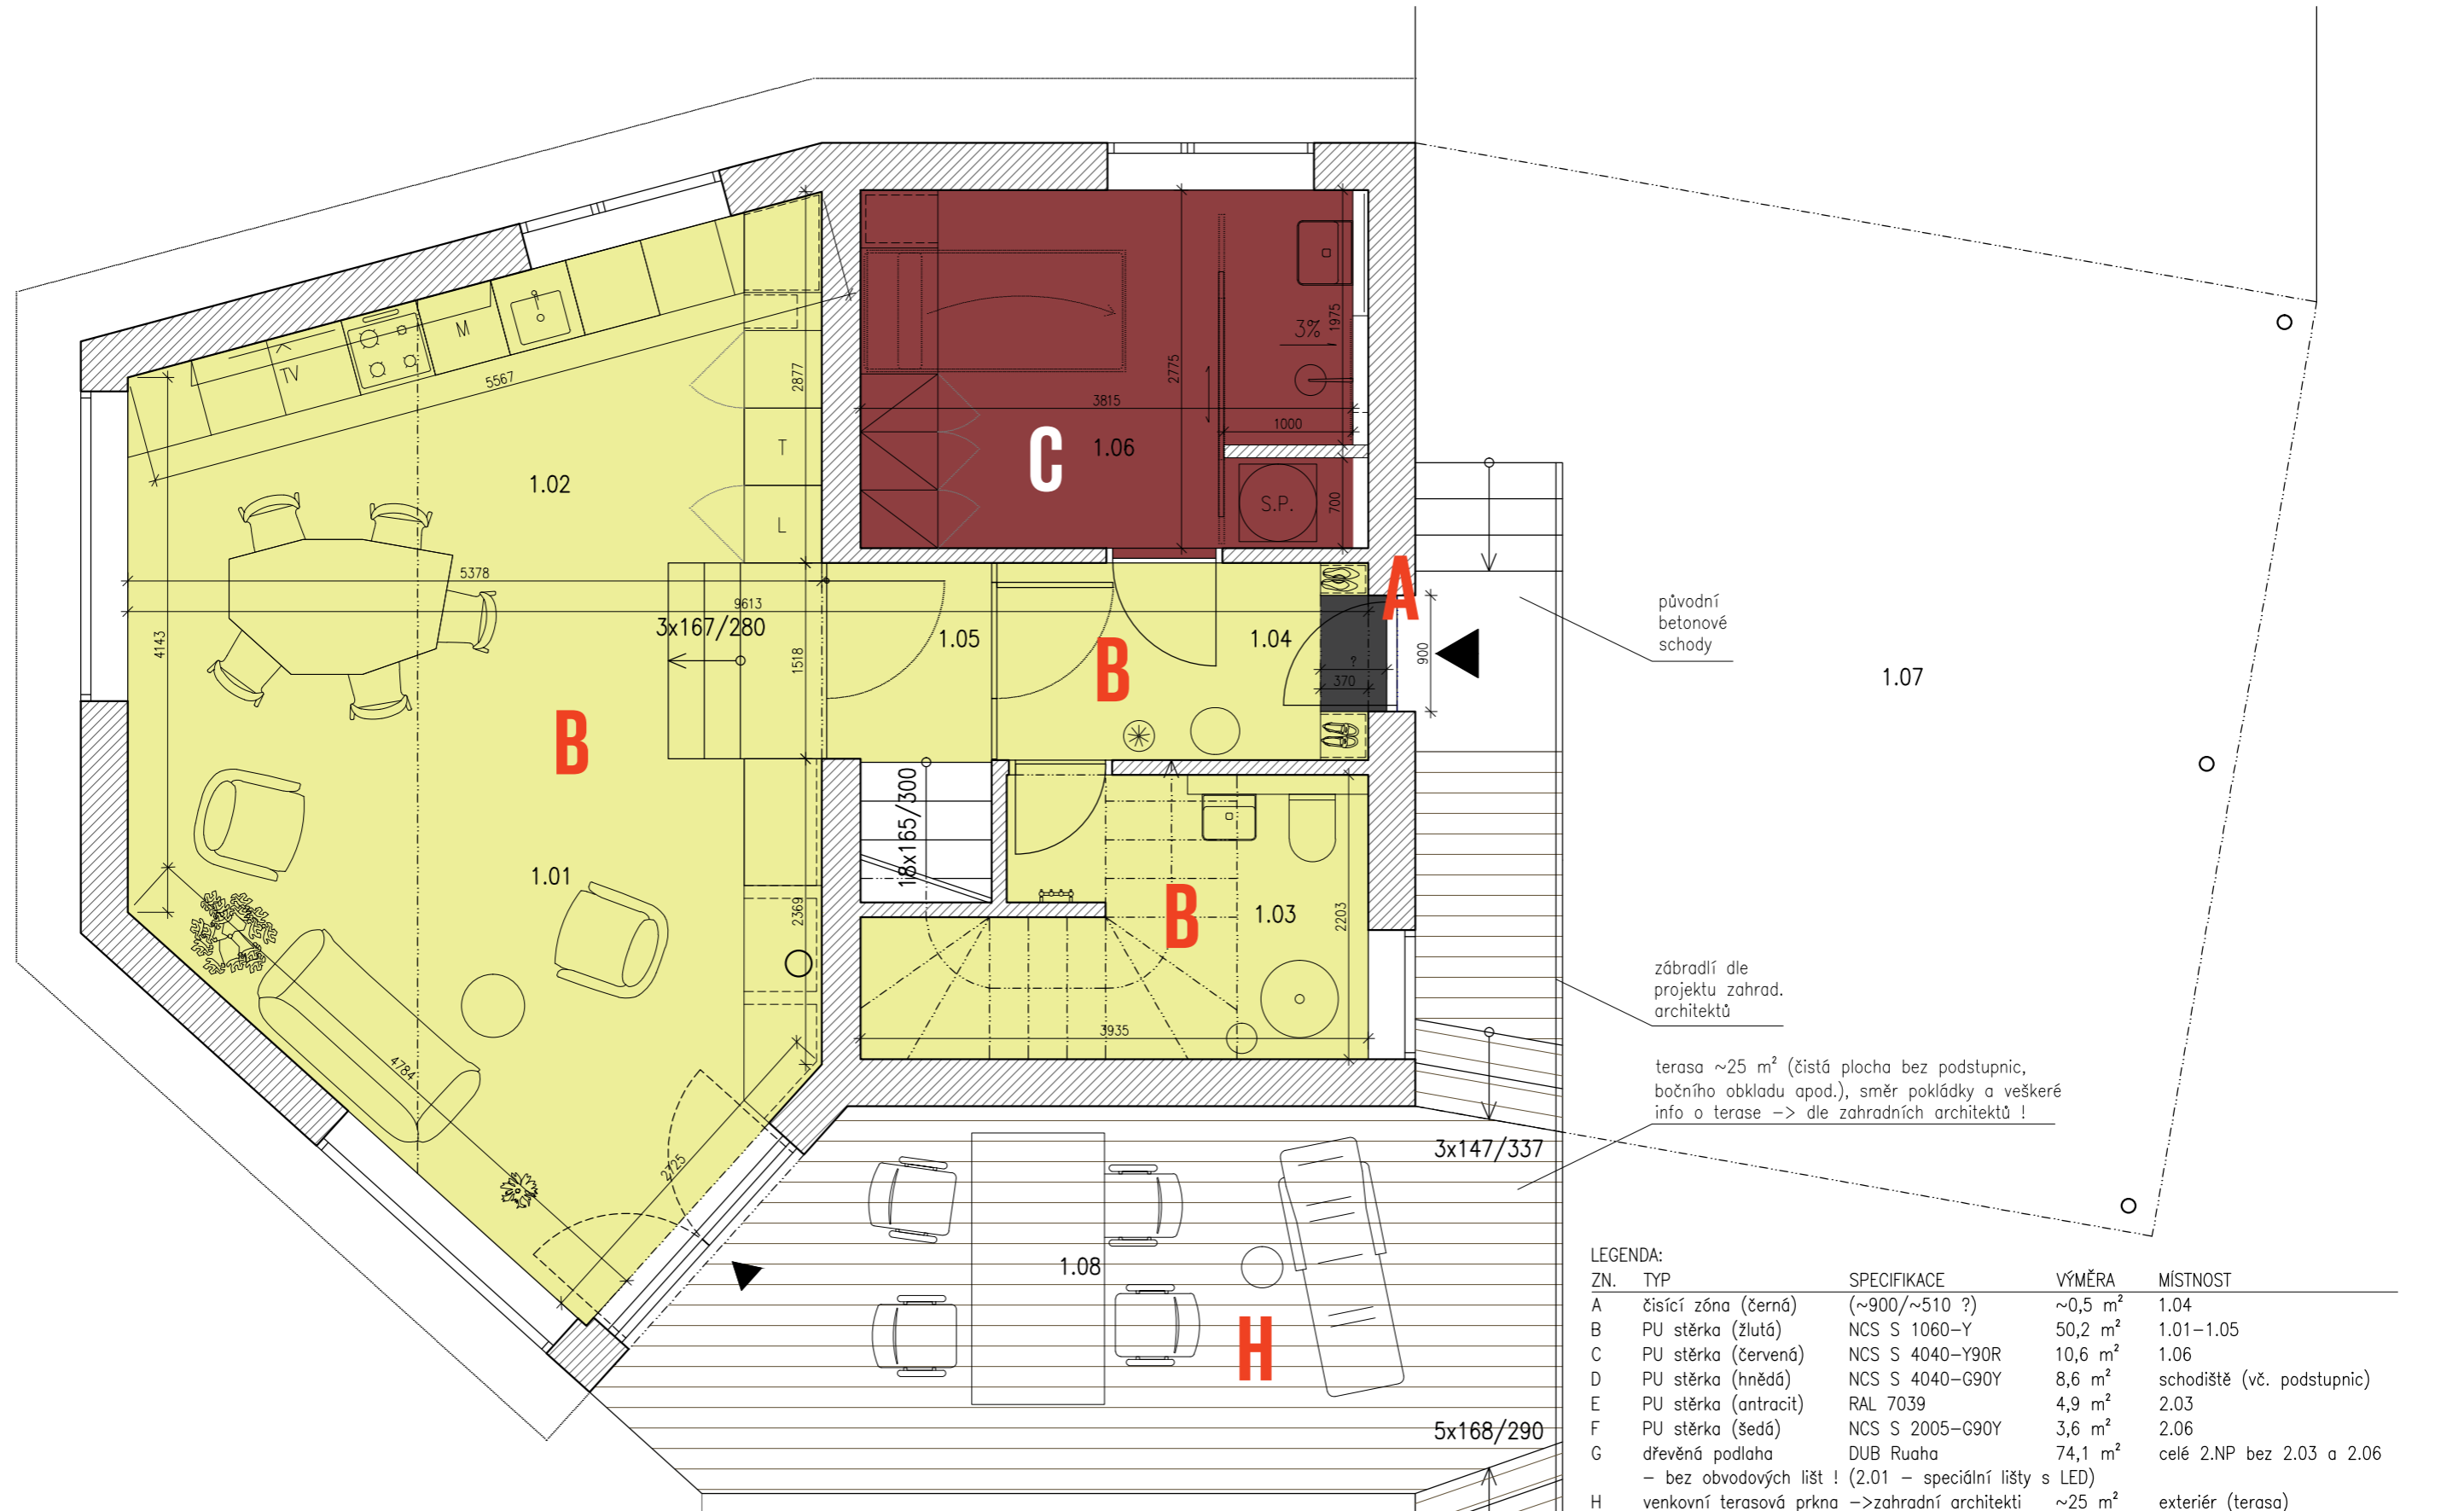 TV
M
5567
2877
1.02
T
L
C
1.06
3815
2775
3%
1975
1000
700
S.P.
A
5378
9613
3x167/280
4143
1518
1.05
B
1.04
?
370
900
původní
betonové
schody
1.07
B
1.01
18x165/300
2369
B
1.03
2203
3935
4784
2725
zábradlí dle
projektu zahrad.
architektů
terasa ~25 m² (čistá plocha bez podstupnic,
bočního obkladu apod.), směr pokládky a veškeré
info o terase -> dle zahradních architektů !
3x147/337
1.08
H
5x168/290
LEGENDA:
ZN. TYP SPECIFIKACE VÝMĚRA MÍSTNOST
A čisící zóna (černá) (~900/~510 ?) ~0,5 m² 1.04
B PU stěrka (žlutá) NCS S 1060-Y 50,2 m² 1.01-1.05
C PU stěrka (červená) NCS S 4040-Y90R 10,6 m² 1.06
D PU stěrka (hnědá) NCS S 4040-G90Y 8,6 m² schodiště (vč. podstupnic)
E PU stěrka (antracit) RAL 7039 4,9 m² 2.03
F PU stěrka (šedá) NCS S 2005-G90Y 3,6 m² 2.06
G dřevěná podlaha DUB Ruaha 74,1 m² celé 2.NP bez 2.03 a 2.06
- bez obvodových lišt ! (2.01 - speciální lišty s LED)
H venkovní terasová prkna ->zahradní architekti ~25 m² exteriér (terasa)